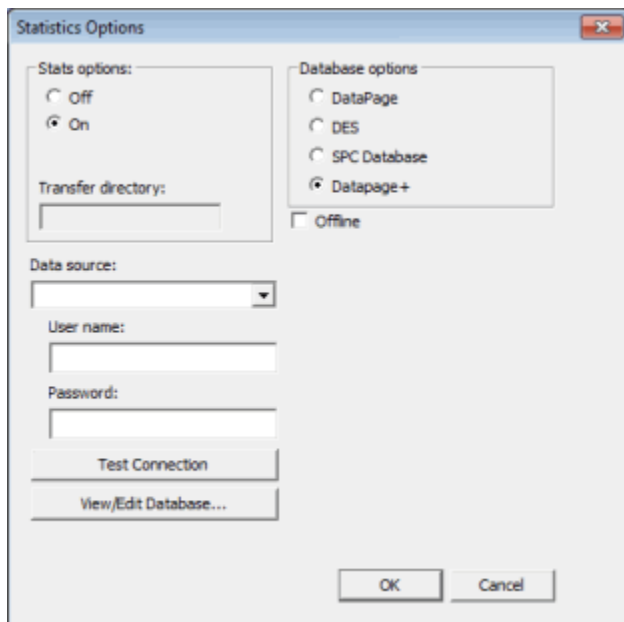 Statistics Options
Stats options:
Off
On
Transfer directory:
Database options
DataPage
DES
SPC Database
Datapage+
Offline
Data source:
User name:
Password:
Test Connection
View/Edit Database...
OK
Cancel